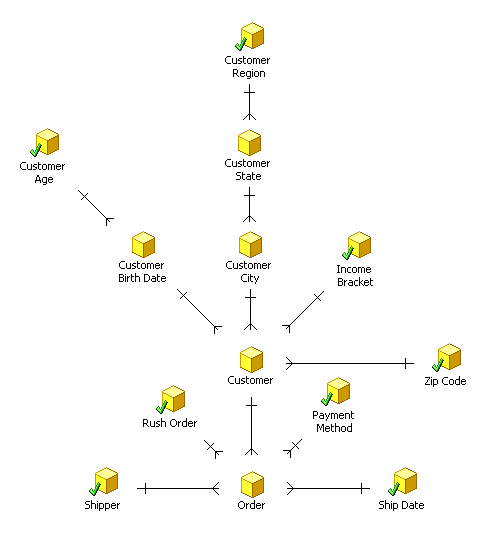 Customer
Region
Customer
Age
Customer
State
Customer
Birth Date
Customer
City
Income
Bracket
Customer
Zip Code
Rush Order
Payment
Method
Shipper
Order
Ship Date